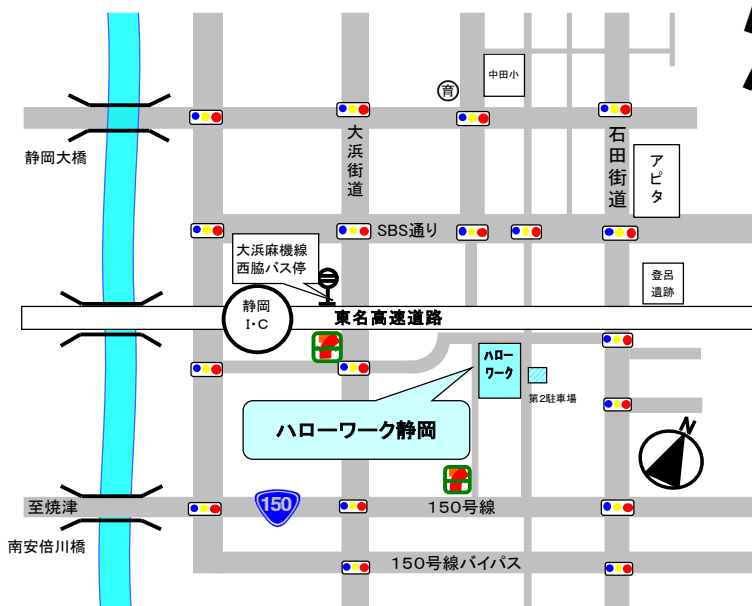 中田小
育
静岡大橋
大浜街道
石田街道
アピタ
SBS通り
大浜麻機線
西脇バス停
登呂
遺跡
静岡
I・C
東名高速道路
ハロー
ワーク
第2駐車場
ハローワーク静岡
N
至焼津
150
150号線
南安倍川橋
150号線バイパス